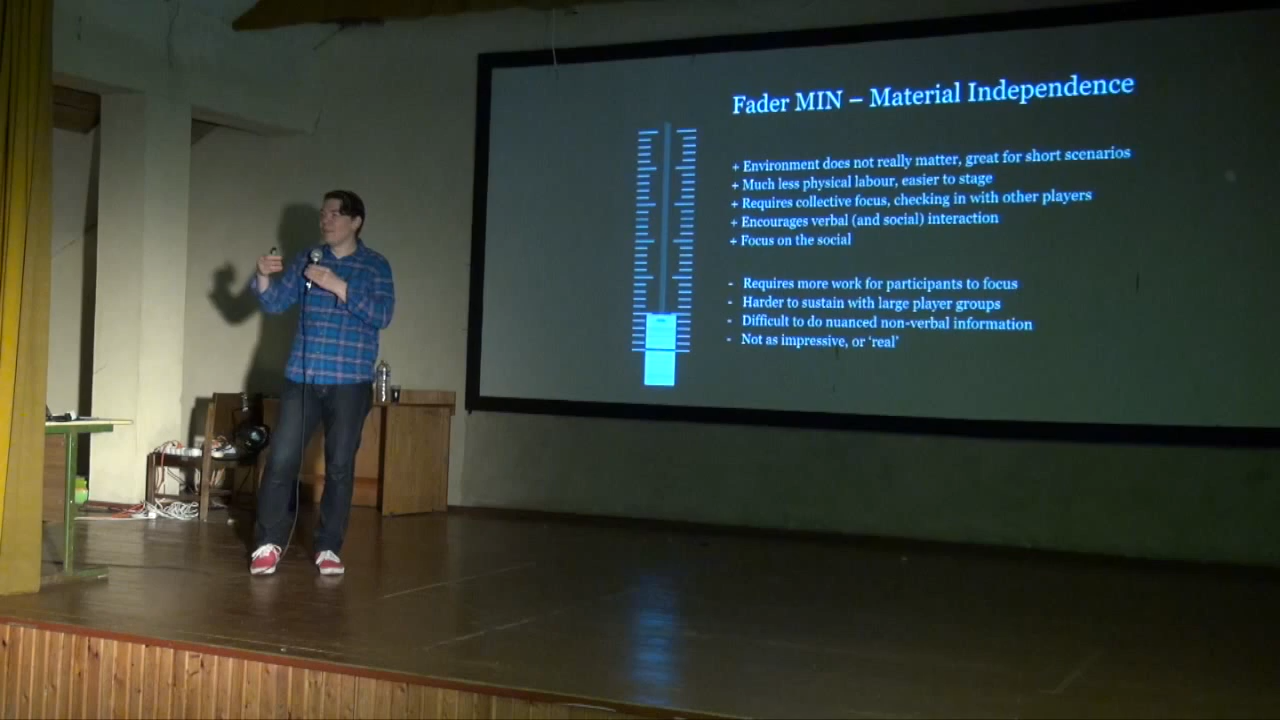 Fader MIN – Material Independence
+ Environment does not really matter, great for short scenarios
+ Much less physical labour, easier to stage
+ Requires collective focus, checking in with other players
+ Encourages verbal (and social) interaction
+ Focus on the social
- Requires more work for participants to focus
- Harder to sustain with large player groups
- Difficult to do nuanced non-verbal information
- Not as impressive, or ‘real’